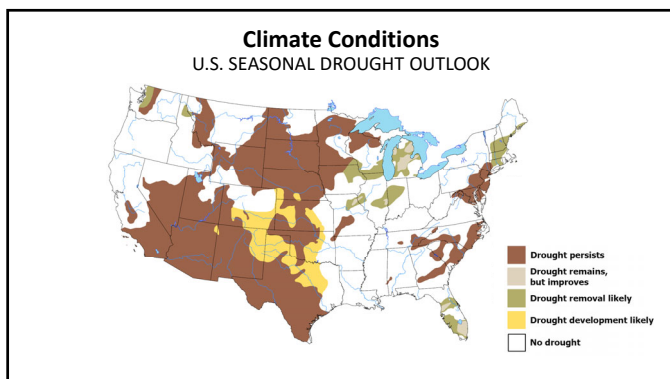 Climate Conditions
U.S. SEASONAL DROUGHT OUTLOOK
Drought persists
Drought remains,
but improves
Drought removal likely
Drought development likely
No drought